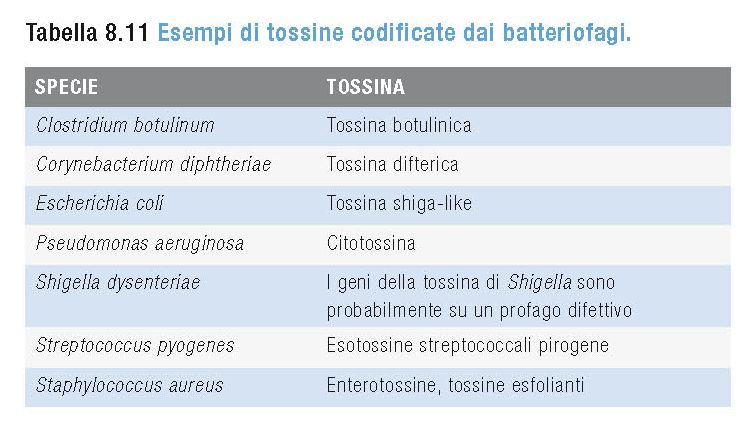 Tabella 8.11 Esempi di tossine codificate dai batteriofagi.
SPECIE TOSSINA
Clostridium botulinum Tossina botulinica
Corynebacterium diphtheriae Tossina difterica
Escherichia coli Tossina shiga-like
Pseudomonas aeruginosa Citotossina
Shigella dysenteriae I geni della tossina di Shigella sono
probabilmente su un profago difettivo
Streptococcus pyogenes Esotossine streptococcali pirogene
Staphylococcus aureus Enterotossine, tossine esfolianti